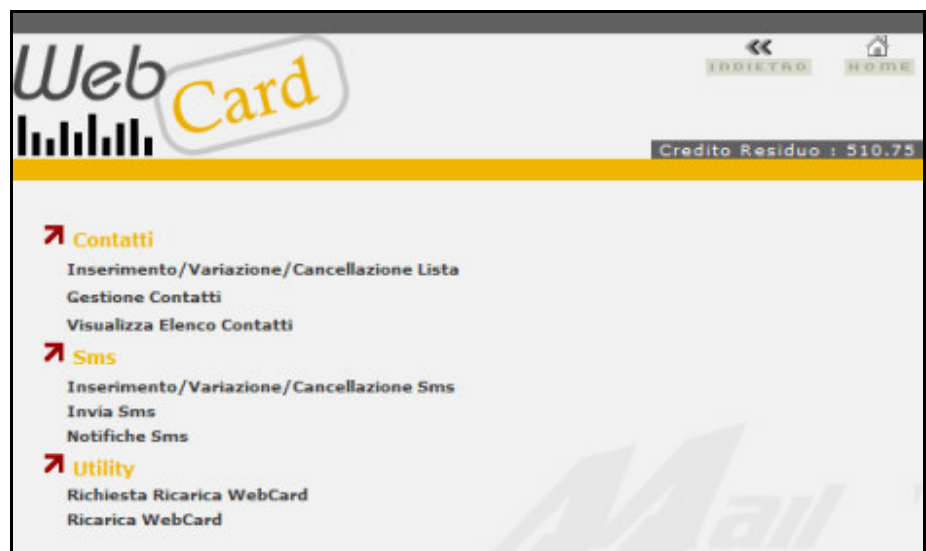 Web
Card
INDIETRO
HOME
Credito Residuo : 510.75
Contatti
Inserimento/Variazione/Cancellazione Lista
Gestione Contatti
Visualizza Elenco Contatti
Sms
Inserimento/Variazione/Cancellazione Sms
Invia Sms
Notifiche Sms
Utility
Richiesta Ricarica WebCard
Ricarica WebCard
Mail